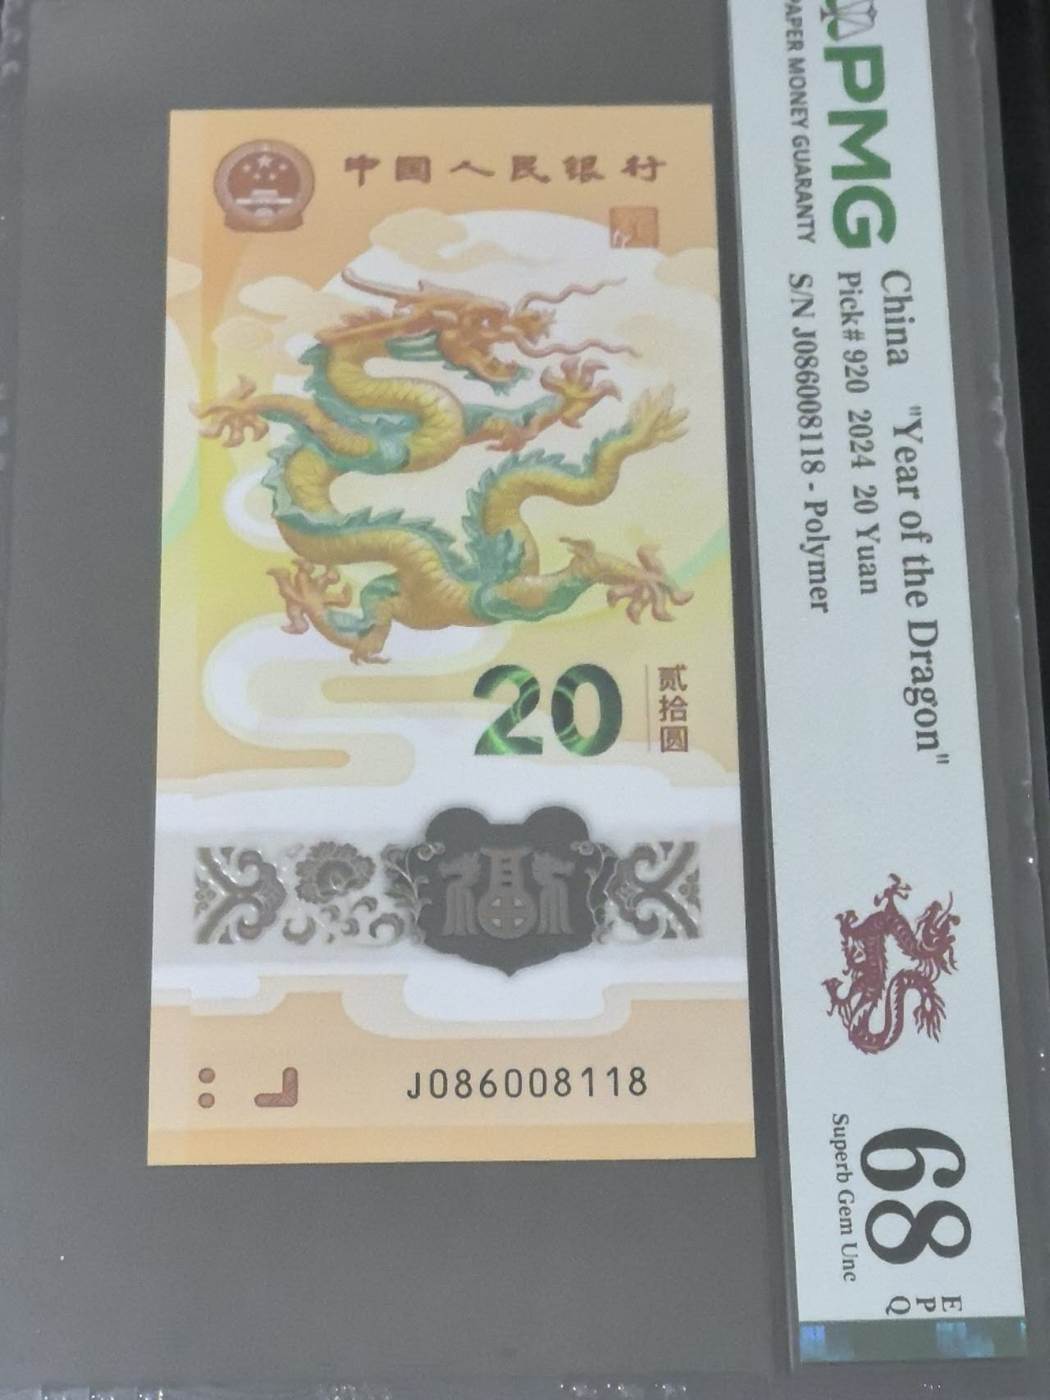 中国人民银行
20
贰拾圆
福
J086008118
PMG
PAPER MONEY GUARANTY
China "Year of the Dragon"
Pick# 920 2024 20 Yuan
S/N J086008118 - Polymer
68
EPQ
Superb Gem Unc